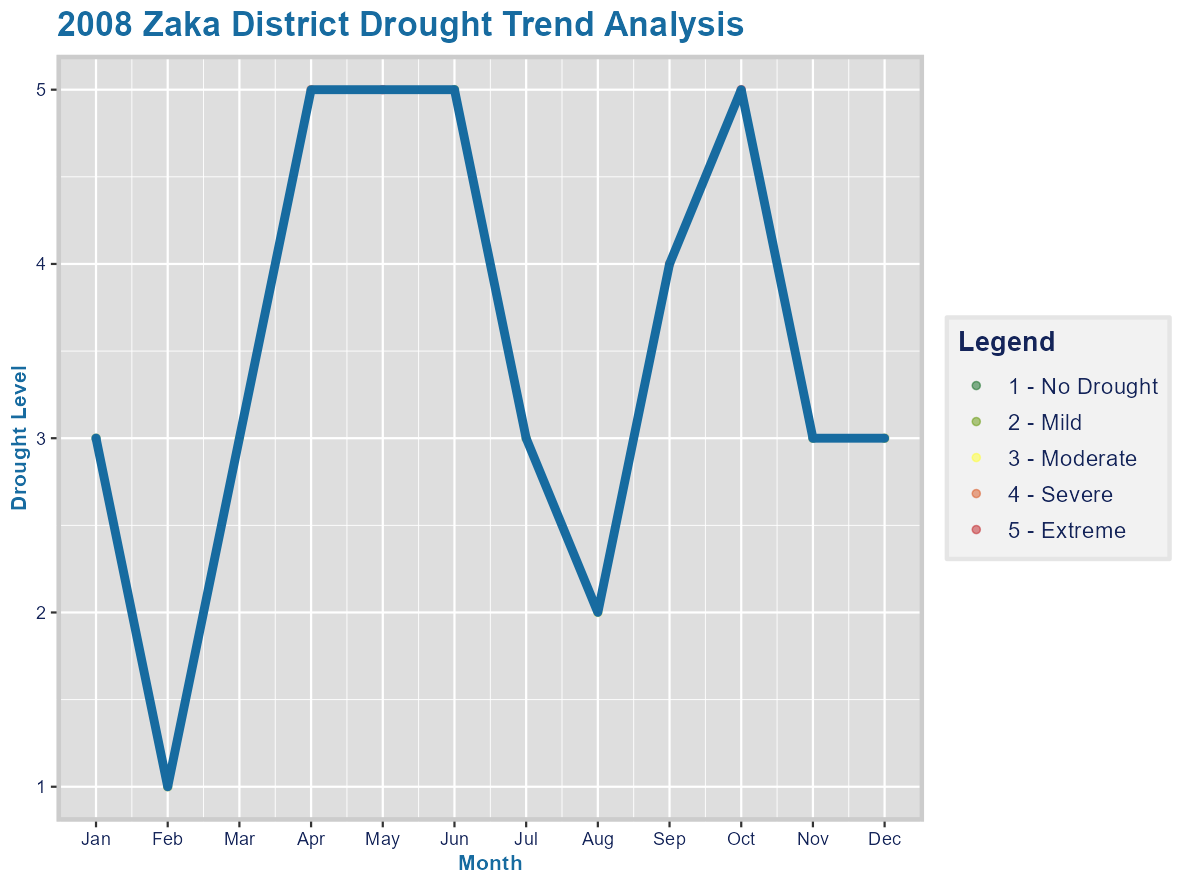 2008 Zaka District Drought Trend Analysis
5
4
3
2
1
Drought Level
Jan Feb Mar Apr May Jun Jul Aug Sep Oct Nov Dec
Month
Legend
1 - No Drought
2 - Mild
3 - Moderate
4 - Severe
5 - Extreme